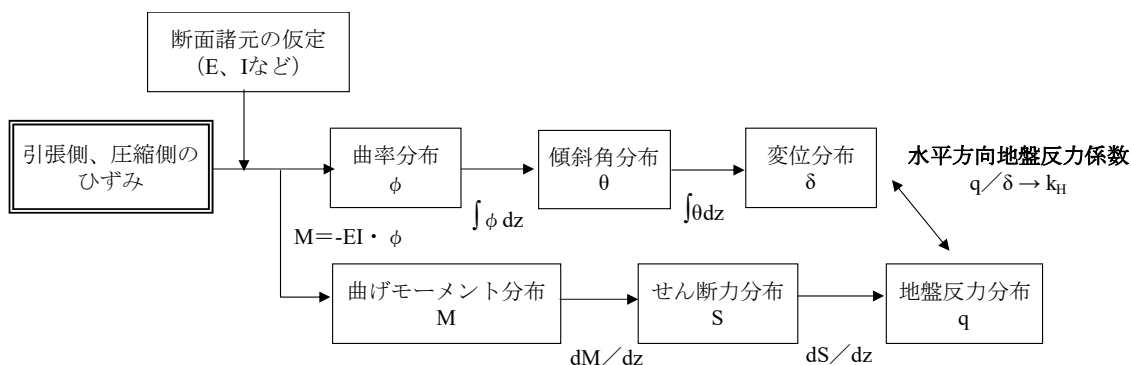 断面諸元の仮定
（E、Iなど）
引張側、圧縮側の
ひずみ
曲率分布
φ
傾斜角分布
θ
変位分布
δ
水平方向地盤反力係数
q／δ→kH
∫φdz
∫θdz
M＝-EI・φ
曲げモーメント分布
M
せん断力分布
S
地盤反力分布
q
dM／dz
dS／dz